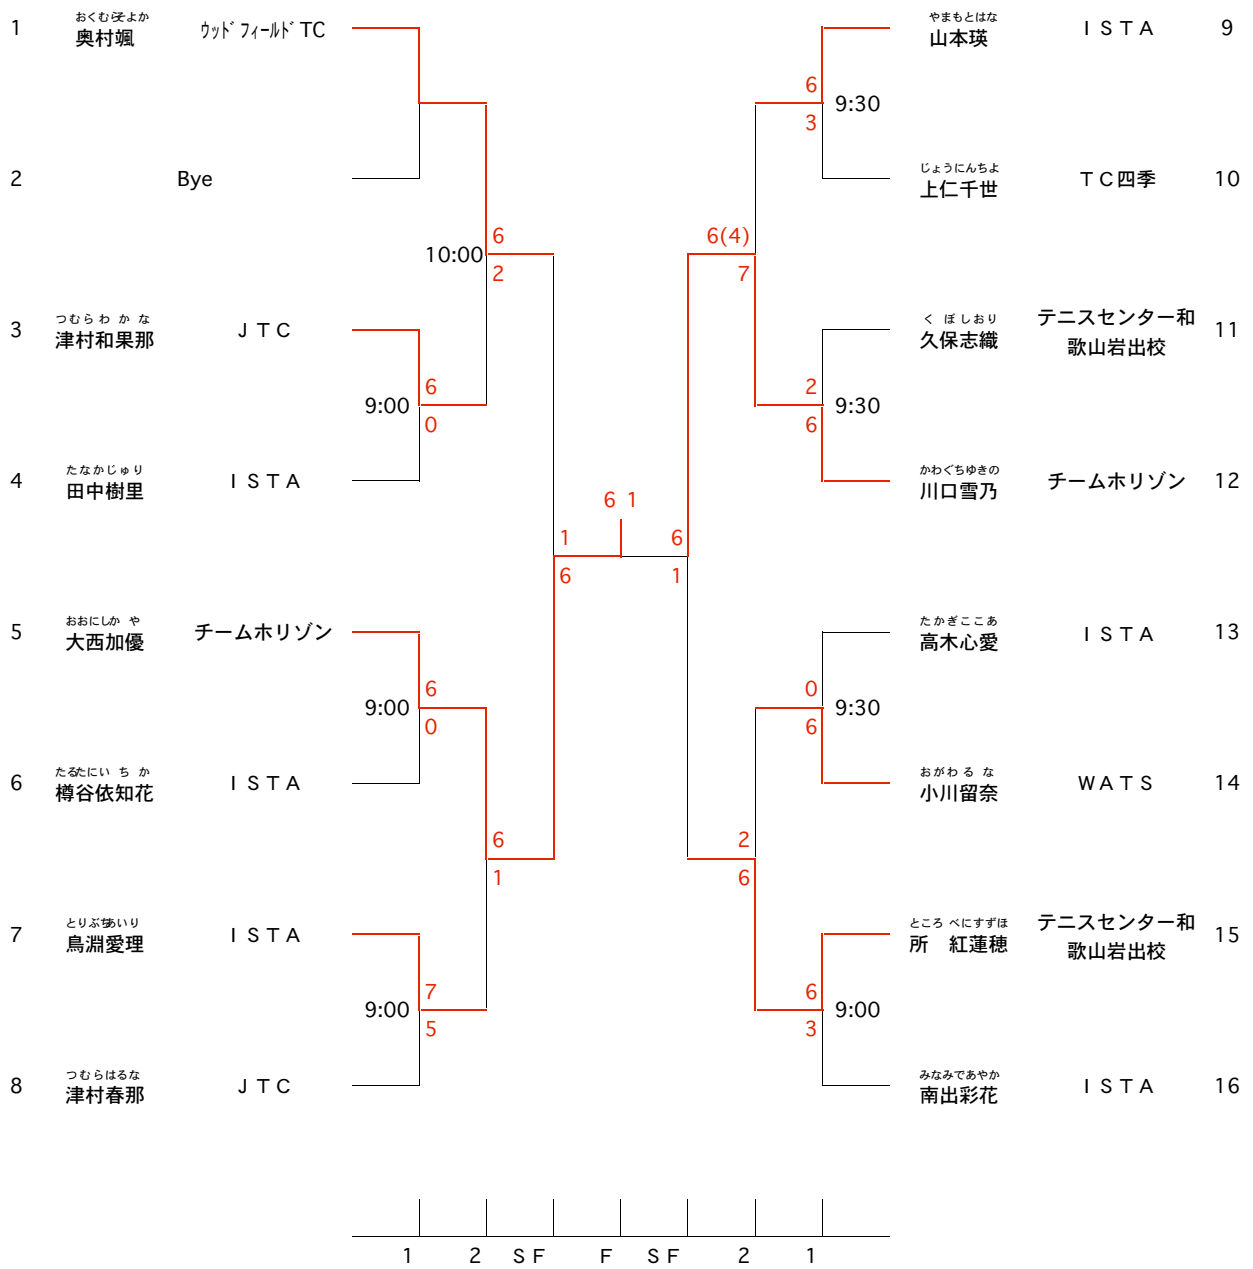 1 おくむらそよか 奥村颯 ｳｯﾄﾞﾌｨｰﾙﾄﾞTC
2 Bye
10:00 6
2
3 つむらわかな 津村和果那 ＪＴＣ
9:00 6
0
4 たなかじゅり 田中樹里 ＩＳＴＡ
5 おおにしかや 大西加優 チームホリゾン
9:00 6
0
6 たるたにいちか 樽谷依知花 ＩＳＴＡ
6
1
7 とりぶちあいり 鳥淵愛理 ＩＳＴＡ
9:00 7
5
8 つむらはるな 津村春那 ＪＴＣ
1
6
6 1
6
1
やまもとはな 山本瑛 ＩＳＴＡ 9
6
3 9:30
じょうにんちよ 上仁千世 ＴＣ四季 10
6(4)
7
くぼしおり 久保志織 テニスセンター和
歌山岩出校 11
2
6 9:30
かわぐちゆきの 川口雪乃 チームホリゾン 12
たかぎここあ 高木心愛 ＩＳＴＡ 13
0
6 9:30
おがわるな 小川留奈 ＷＡＴＳ 14
2
6
ところ べにすずほ 所　紅蓮穂 テニスセンター和
歌山岩出校 15
6
3 9:00
みなみであやか 南出彩花 ＩＳＴＡ 16
1 2 ＳＦ Ｆ ＳＦ 2 1